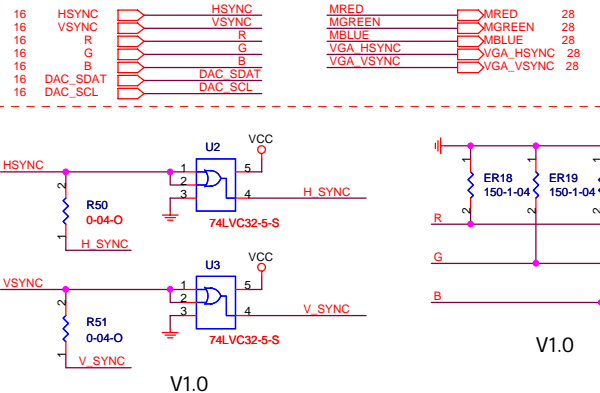 16 HSYNC HSYNC MRED MRED 28
16 VSYNC VSYNC MGREEN MGREEN 28
16 R R MBLUE MBLUE 28
16 G G VGA_HSYNC VGA_HSYNC 28
16 B B VGA_VSYNC VGA_VSYNC 28
16 DAC_SDAT DAC_SDAT
16 DAC_SCL DAC_SCL
U2 VCC
HSYNC 1 5
2
3 4 H_SYNC
74LVC32-5-S
2 R50
0-04-O
1 H_SYNC
1 1 1
ER18 ER19
150-1-04 150-1-04
2 2 2
R
G
B
U3 VCC
VSYNC 1 5
2
3 4 V_SYNC
74LVC32-5-S
2 R51
0-04-O
1 V_SYNC
V1.0
V1.0